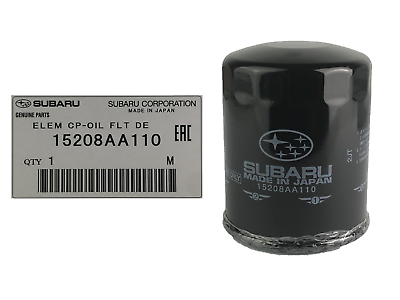 SUBARU
SUBARU CORPORATION
GENUINE PARTS
MADE IN JAPAN
ELEM CP-OIL FLT DE
15208AA110
EAC
QTY 1
M
SUBARU
MADE IN JAPAN
15208AA110